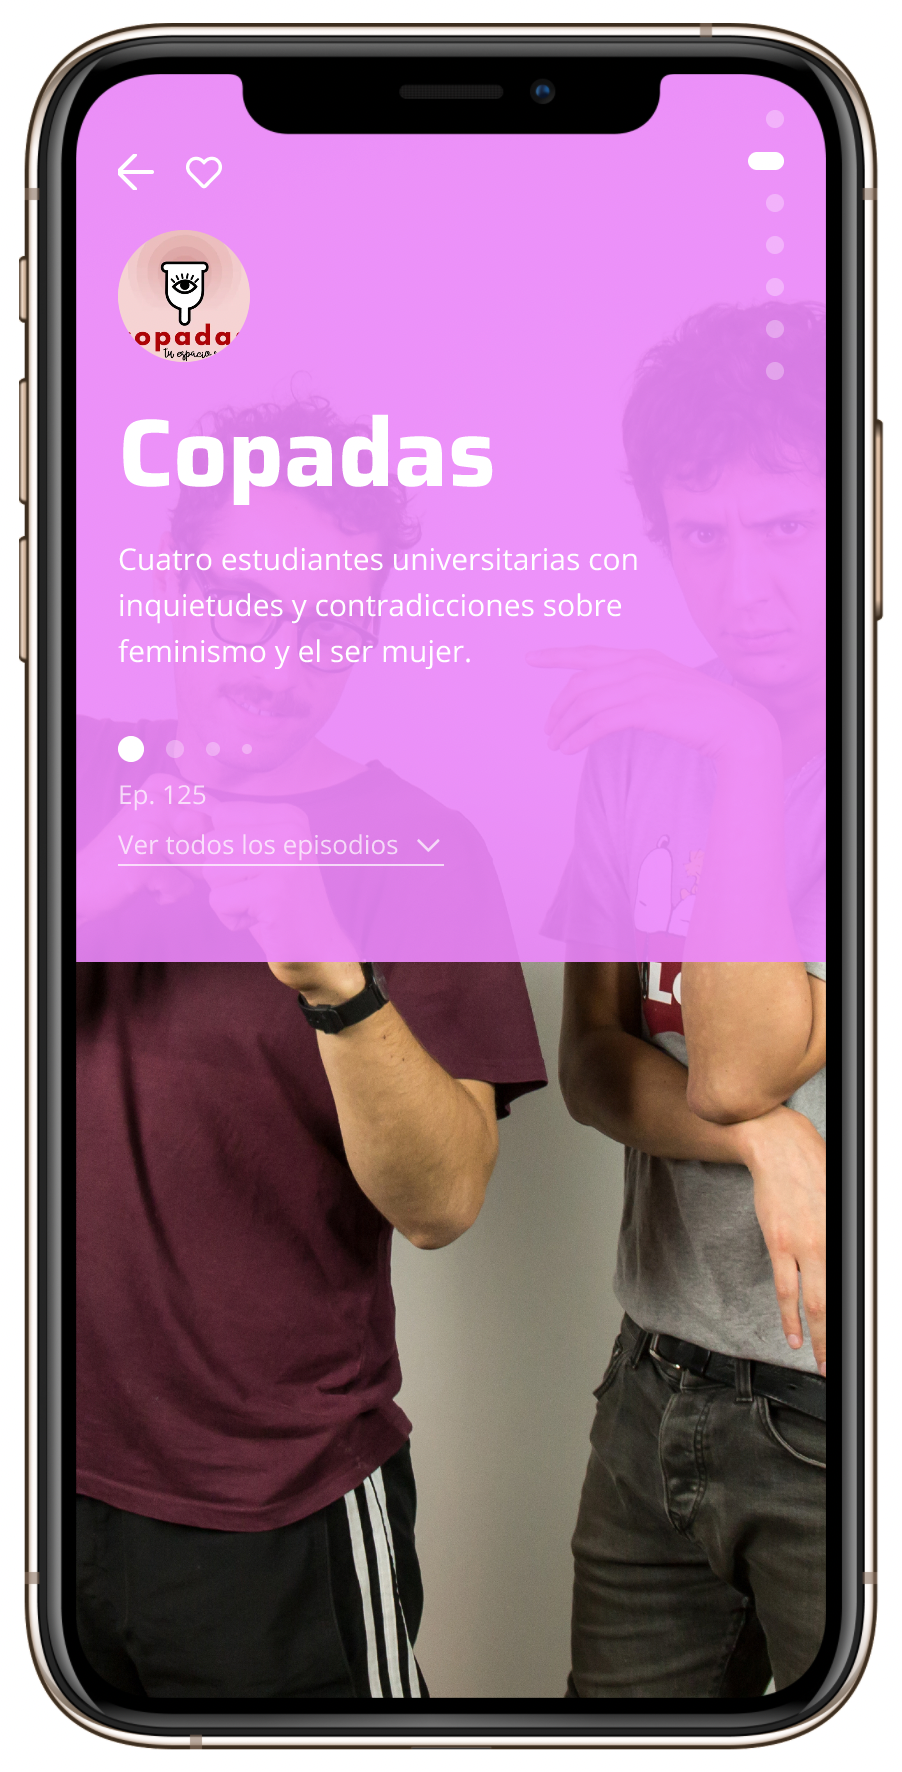 opada
tu espacio
Copadas
Cuatro estudiantes universitarias con
inquietudes y contradicciones sobre
feminismo y el ser mujer.
Ep. 125
Ver todos los episodios